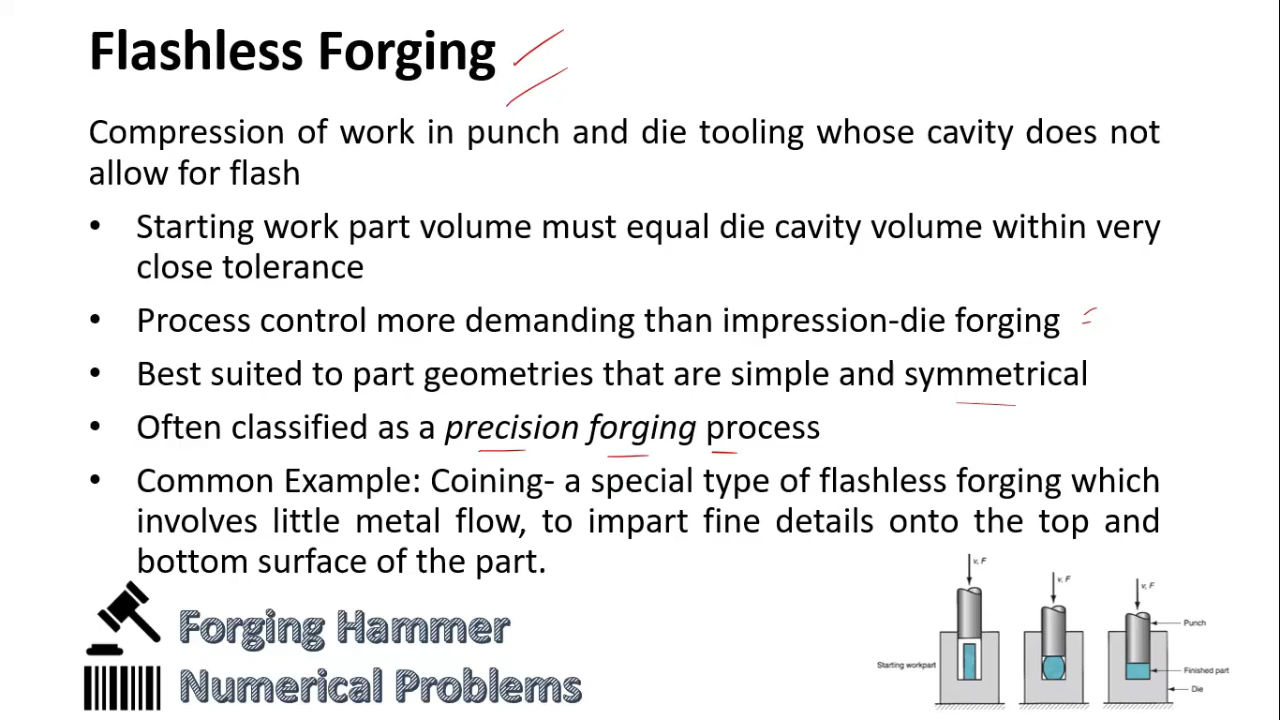 Flashless Forging
Compression of work in punch and die tooling whose cavity does not
allow for flash
• Starting work part volume must equal die cavity volume within very
close tolerance
• Process control more demanding than impression-die forging
• Best suited to part geometries that are simple and symmetrical
• Often classified as a precision forging process
• Common Example: Coining- a special type of flashless forging which
involves little metal flow, to impart fine details onto the top and
bottom surface of the part.
Forging Hammer
Numerical Problems
v, F
v, F
v, F
Punch
Starting workpart
Finished part
Die